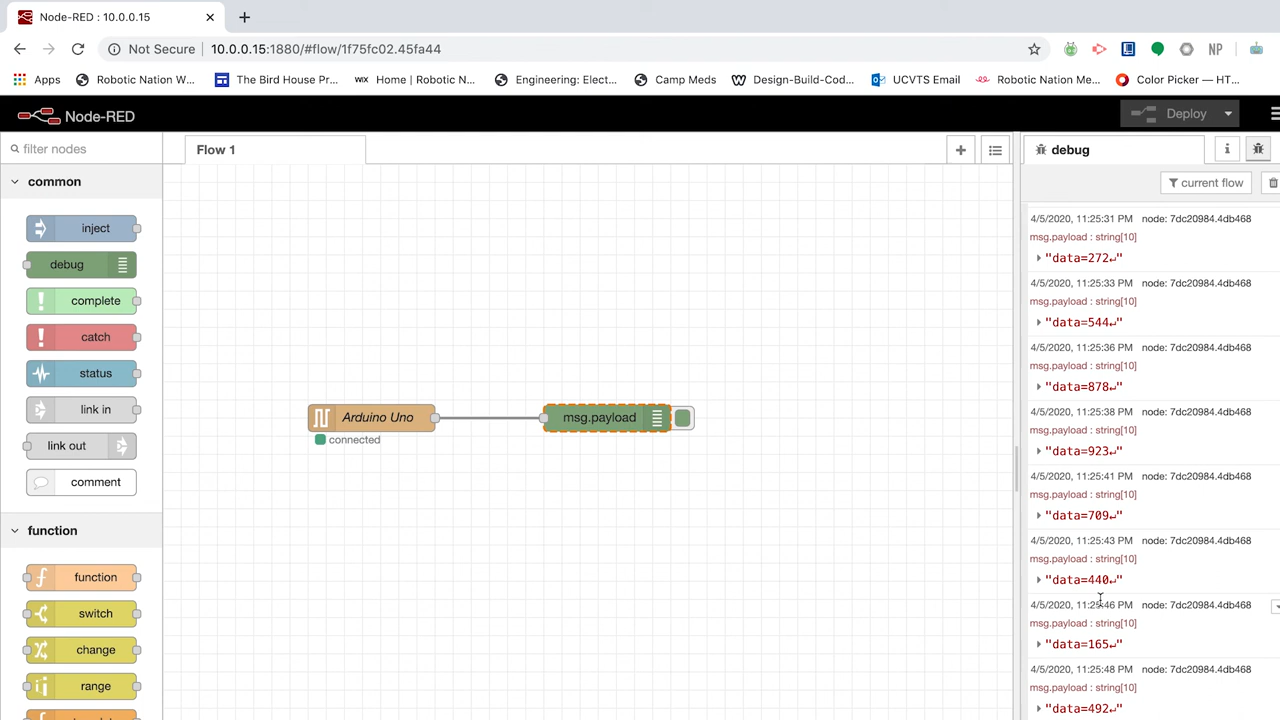 Node-RED : 10.0.0.15
Not Secure 10.0.0.15:1880/#flow/1f75fc02.45fa44
Apps Robotic Nation W... The Bird House Pr... WIX Home | Robotic N... Engineering: Elect... Camp Meds Design-Build-Cod... UCVTS Email Robotic Nation Me... Color Picker — HT...
NP
Node-RED
Deploy
filter nodes
Flow 1
debug
current flow
common
inject
debug
complete
catch
status
link in
link out
comment
function
function
switch
change
range
Arduino Uno
connected
msg.payload
4/5/2020, 11:25:31 PM node: 7dc20984.4db468
msg.payload : string[10]
"data=272↵"
4/5/2020, 11:25:33 PM node: 7dc20984.4db468
msg.payload : string[10]
"data=544↵"
4/5/2020, 11:25:36 PM node: 7dc20984.4db468
msg.payload : string[10]
"data=878↵"
4/5/2020, 11:25:38 PM node: 7dc20984.4db468
msg.payload : string[10]
"data=923↵"
4/5/2020, 11:25:41 PM node: 7dc20984.4db468
msg.payload : string[10]
"data=709↵"
4/5/2020, 11:25:43 PM node: 7dc20984.4db468
msg.payload : string[10]
"data=440↵"
4/5/2020, 11:25:46 PM node: 7dc20984.4db468
msg.payload : string[10]
"data=165↵"
4/5/2020, 11:25:48 PM node: 7dc20984.4db468
msg.payload : string[10]
"data=492↵"